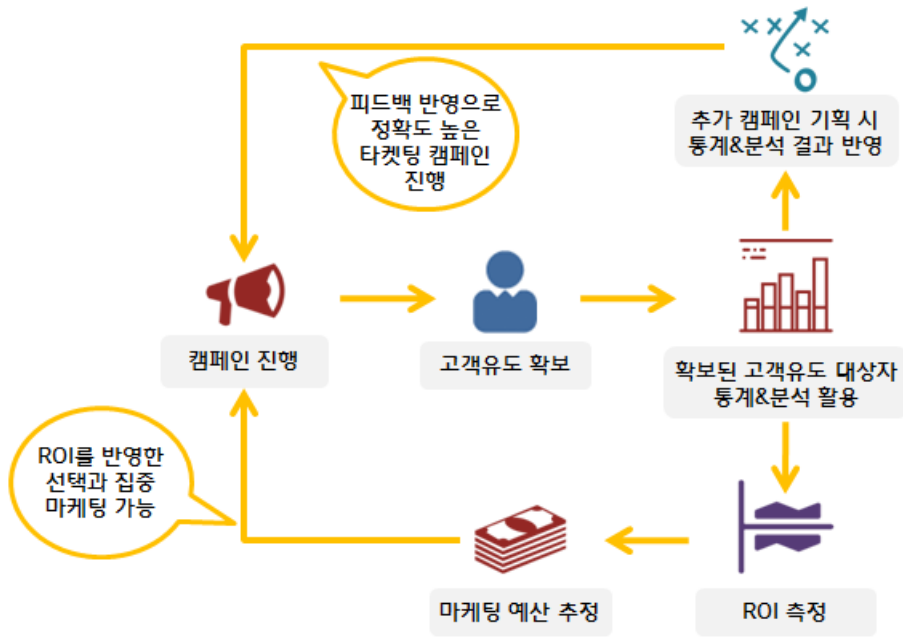 피드백 반영으로
정확도 높은
타켓팅 캠페인
진행
추가 캠페인 기획 시
통계&분석 결과 반영
캠페인 진행
고객유도 확보
확보된 고객유도 대상자
통계&분석 활용
ROI를 반영한
선택과 집중
마케팅 가능
마케팅 예산 추정
ROI 측정